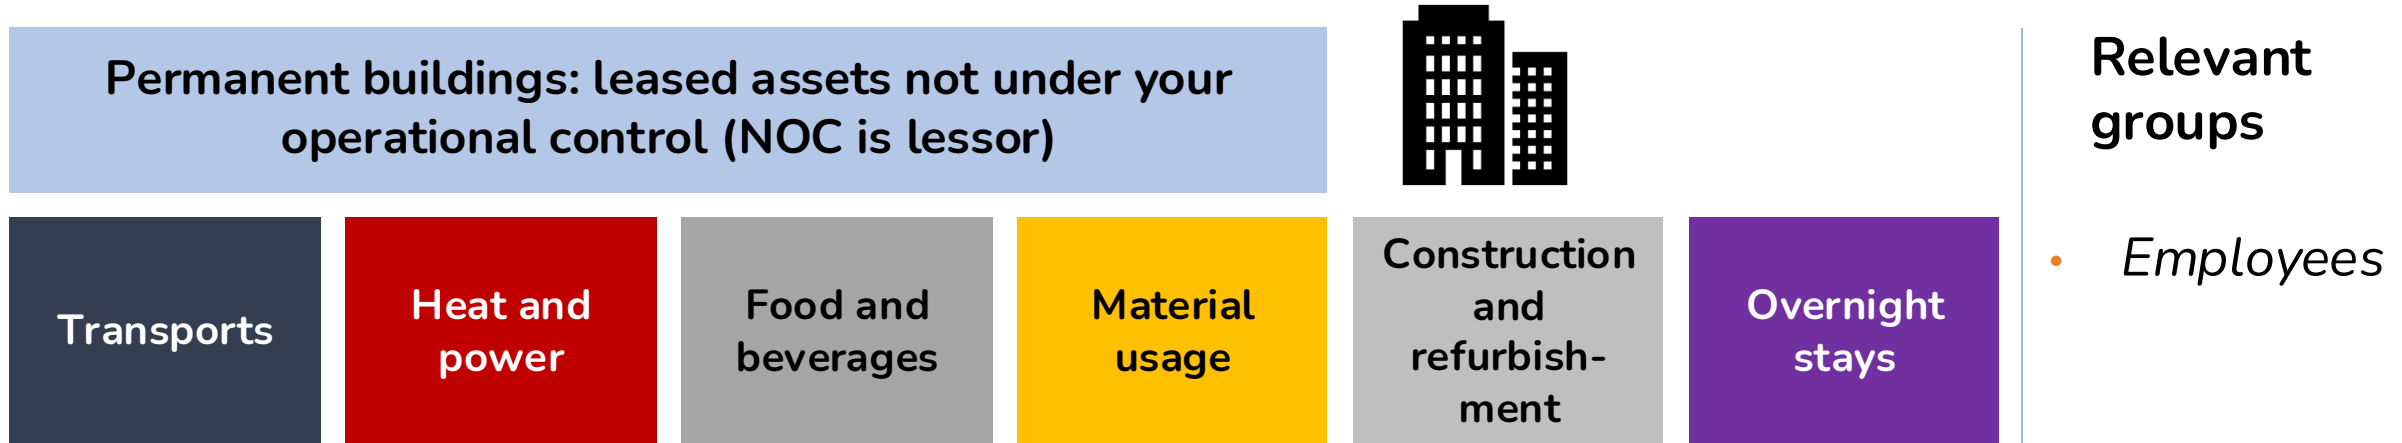 Permanent buildings: leased assets not under your
operational control (NOC is lessor)
Relevant
groups
Transports
Heat and
power
Food and
beverages
Material
usage
Construction
and
refurbish-
ment
Overnight
stays
• Employees